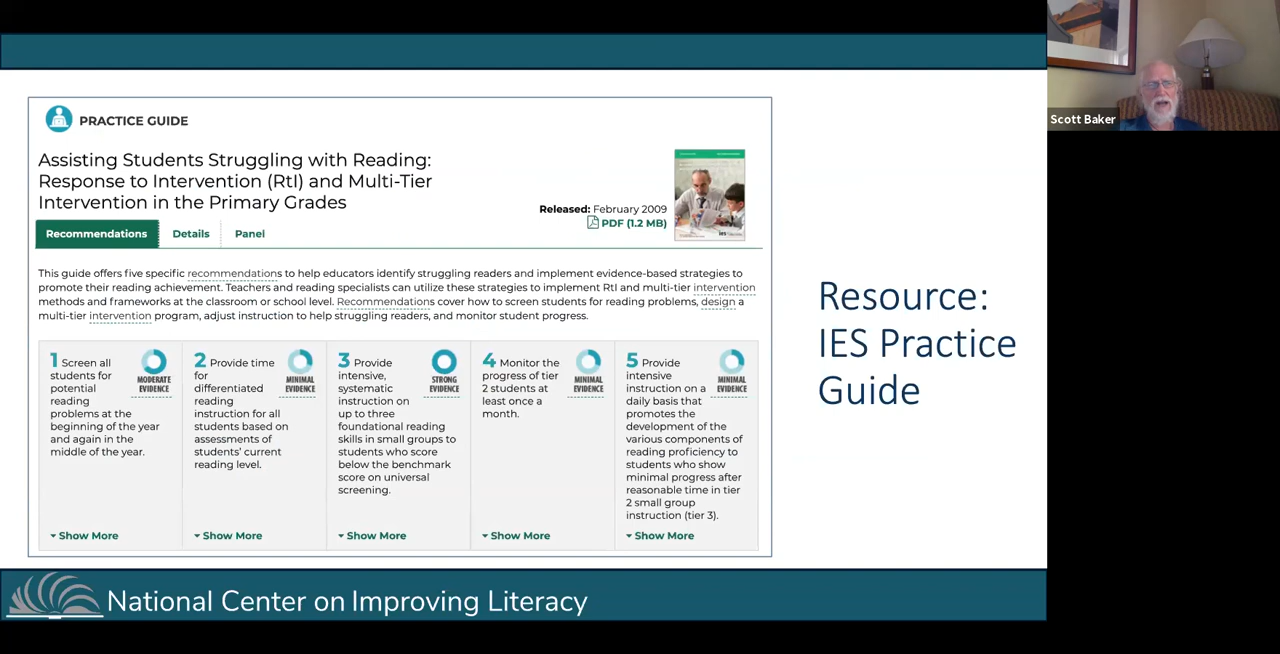 PRACTICE GUIDE
Assisting Students Struggling with Reading:
Response to Intervention (RtI) and Multi-Tier
Intervention in the Primary Grades
Released: February 2009
PDF (1.2 MB)
Recommendations
Details
Panel
This guide offers five specific recommendations to help educators identify struggling readers and implement evidence-based strategies to
promote their reading achievement. Teachers and reading specialists can utilize these strategies to implement RtI and multi-tier intervention
methods and frameworks at the classroom or school level. Recommendations cover how to screen students for reading problems, design a
multi-tier intervention program, adjust instruction to help struggling readers, and monitor student progress.
1 Screen all
students for
potential
reading
problems at the
beginning of the year
and again in the
middle of the year.
MODERATE
EVIDENCE
Show More
2 Provide time
for
differentiated
reading
instruction for all
students based on
assessments of
students' current
reading level.
MINIMAL
EVIDENCE
Show More
3 Provide
intensive,
systematic
instruction on
up to three
foundational reading
skills in small groups to
students who score
below the benchmark
score on universal
screening.
STRONG
EVIDENCE
Show More
4 Monitor the
progress of tier
2 students at
least once a
month.
MINIMAL
EVIDENCE
Show More
5 Provide
intensive
instruction on a
daily basis that
promotes the
development of the
various components of
reading proficiency to
students who show
minimal progress after
reasonable time in tier
2 small group
instruction (tier 3).
MINIMAL
EVIDENCE
Show More
Resource:
IES Practice
Guide
National Center on Improving Literacy
Scott Baker